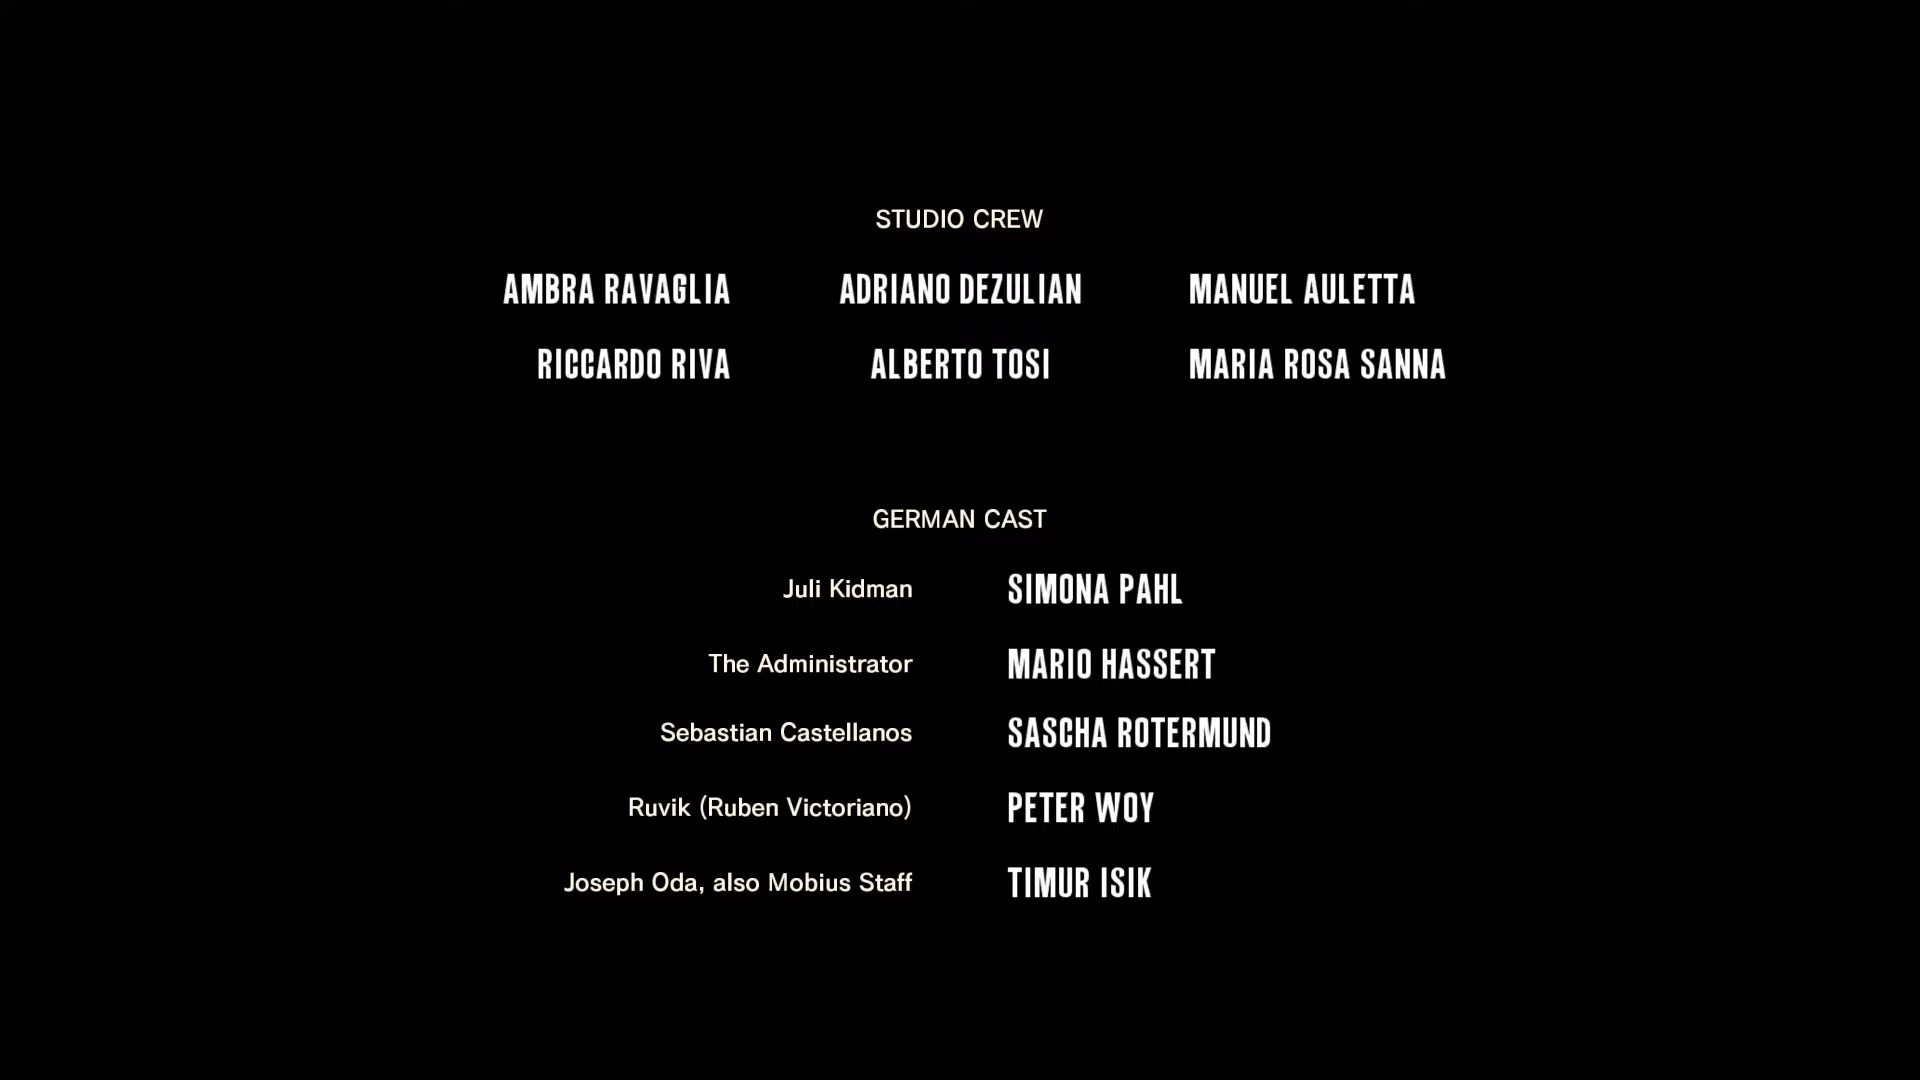 STUDIO CREW
AMBRA RAVAGLIA ADRIANO DEZULIAN MANUEL AULETTA
RICCARDO RIVA ALBERTO TOSI MARIA ROSA SANNA
GERMAN CAST
Juli Kidman SIMONA PAHL
The Administrator MARIO HASSERT
Sebastian Castellanos SASCHA ROTERMUND
Ruvik (Ruben Victoriano) PETER WOY
Joseph Oda, also Mobius Staff TIMUR ISIK